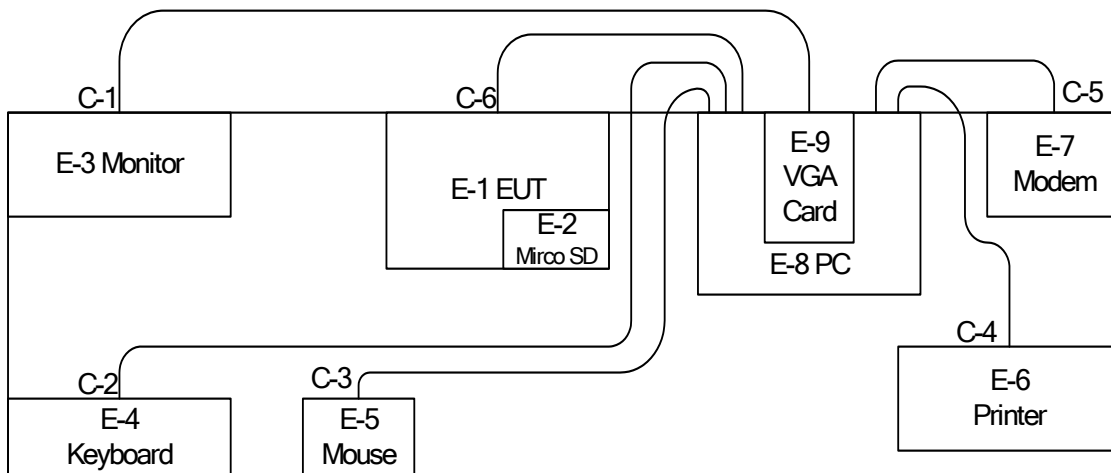 C-1
C-6
C-5
E-3 Monitor
E-1 EUT
E-2
Mirco SD
E-9
VGA
Card
E-8 PC
E-7
Modem
C-2
C-3
C-4
E-4
Keyboard
E-5
Mouse
E-6
Printer